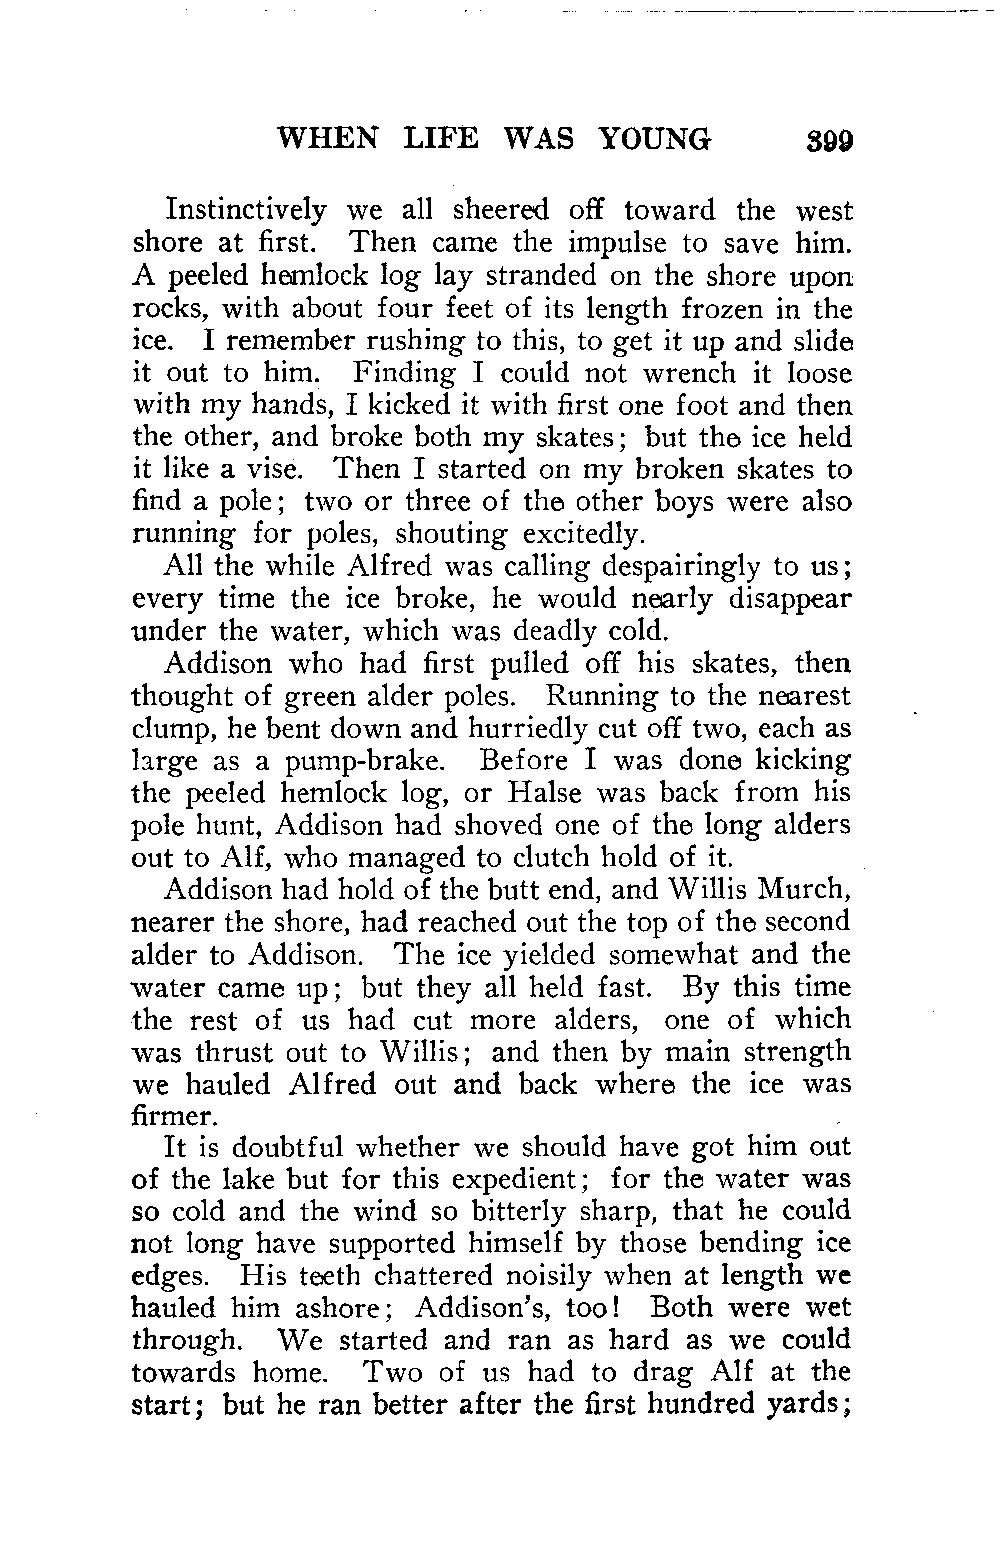 WHEN LIFE WAS YOUNG 399
Instinctively we all sheered off toward the west
shore at first. Then came the impulse to save him.
A peeled hemlock log lay stranded on the shore upon
rocks, with about four feet of its length frozen in the
ice. I remember rushing to this, to get it up and slide
it out to him. Finding I could not wrench it loose
with my hands, I kicked it with first one foot and then
the other, and broke both my skates; but the ice held
it like a vise. Then I started on my broken skates to
find a pole; two or three of the other boys were also
running for poles, shouting excitedly.
All the while Alfred was calling despairingly to us;
every time the ice broke, he would nearly disappear
under the water, which was deadly cold.
Addison who had first pulled off his skates, then
thought of green alder poles. Running to the nearest
clump, he bent down and hurriedly cut off two, each as
large as a pump-brake. Before I was done kicking
the peeled hemlock log, or Halse was back from his
pole hunt, Addison had shoved one of the long alders
out to Alf, who managed to clutch hold of it.
Addison had hold of the butt end, and Willis Murch,
nearer the shore, had reached out the top of the second
alder to Addison. The ice yielded somewhat and the
water came up; but they all held fast. By this time
the rest of us had cut more alders, one of which
was thrust out to Willis; and then by main strength
we hauled Alfred out and back where the ice was
firmer.
It is doubtful whether we should have got him out
of the lake but for this expedient; for the water was
so cold and the wind so bitterly sharp, that he could
not long have supported himself by those bending ice
edges. His teeth chattered noisily when at length we
hauled him ashore; Addison's, too! Both were wet
through. We started and ran as hard as we could
towards home. Two of us had to drag Alf at the
start; but he ran better after the first hundred yards;